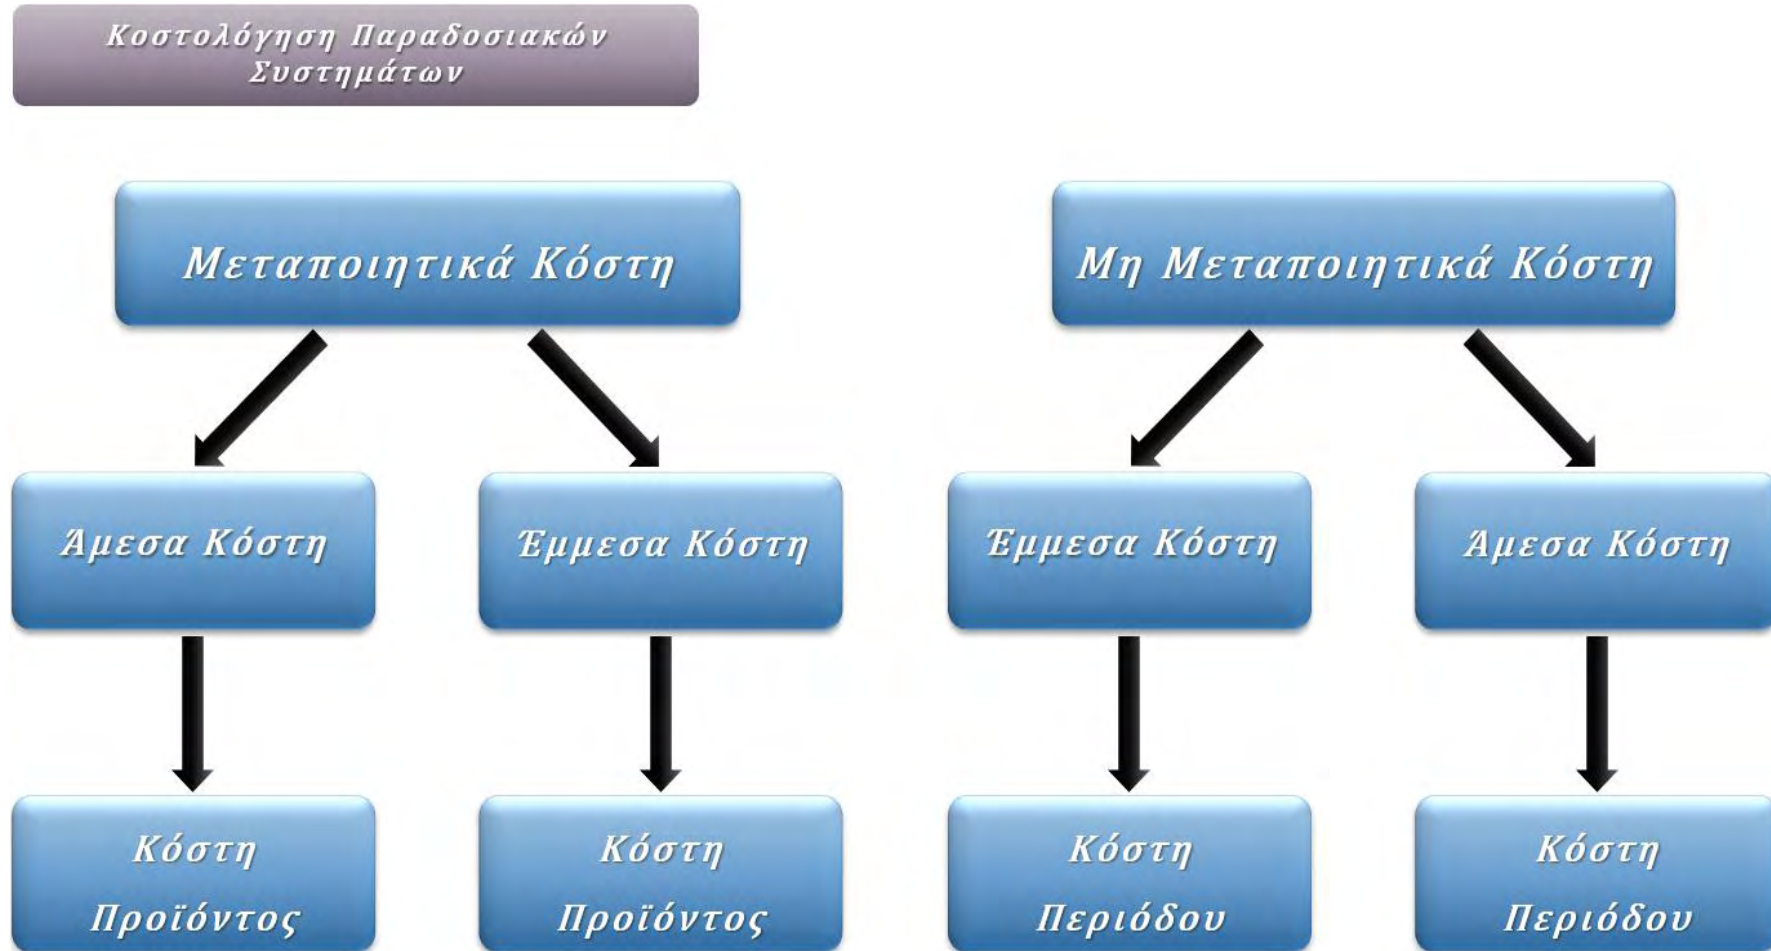 Κοστολόγηση Παραδοσιακών
Συστημάτων
Μεταποιητικά Κόστη
Μη Μεταποιητικά Κόστη
Άμεσα Κόστη
Έμμεσα Κόστη
Έμμεσα Κόστη
Άμεσα Κόστη
Κόστη
Προϊόντος
Κόστη
Προϊόντος
Κόστη
Περιόδου
Κόστη
Περιόδου